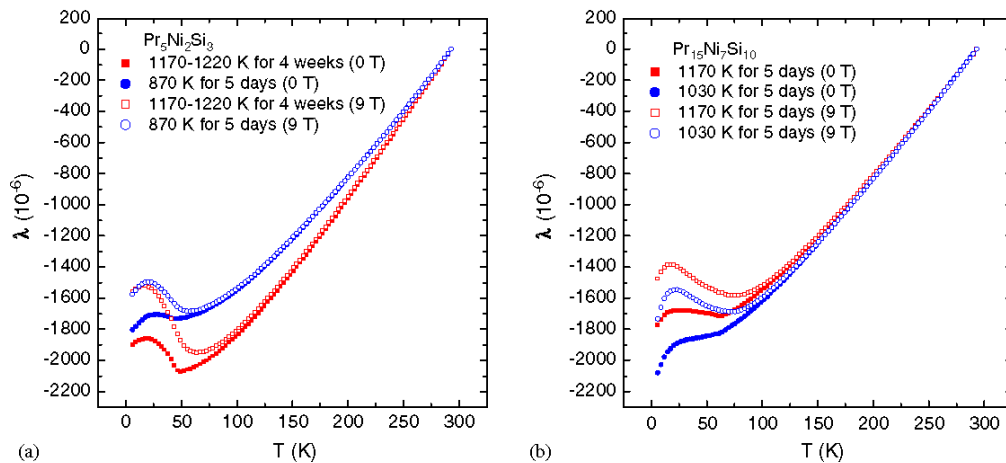 Pr₅Ni₂Si₃
1170-1220 K for 4 weeks (0 T)
870 K for 5 days (0 T)
1170-1220 K for 4 weeks (9 T)
870 K for 5 days (9 T)
200
0
-200
-400
-600
-800
-1000
-1200
-1400
-1600
-1800
-2000
-2200
λ (10⁻⁶)
0 50 100 150 200 250 300
T (K)
(a)
Pr₁₅Ni₇Si₁₀
1170 K for 5 days (0 T)
1030 K for 5 days (0 T)
1170 K for 5 days (9 T)
1030 K for 5 days (9 T)
200
0
-200
-400
-600
-800
-1000
-1200
-1400
-1600
-1800
-2000
-2200
λ (10⁻⁶)
0 50 100 150 200 250 300
T (K)
(b)